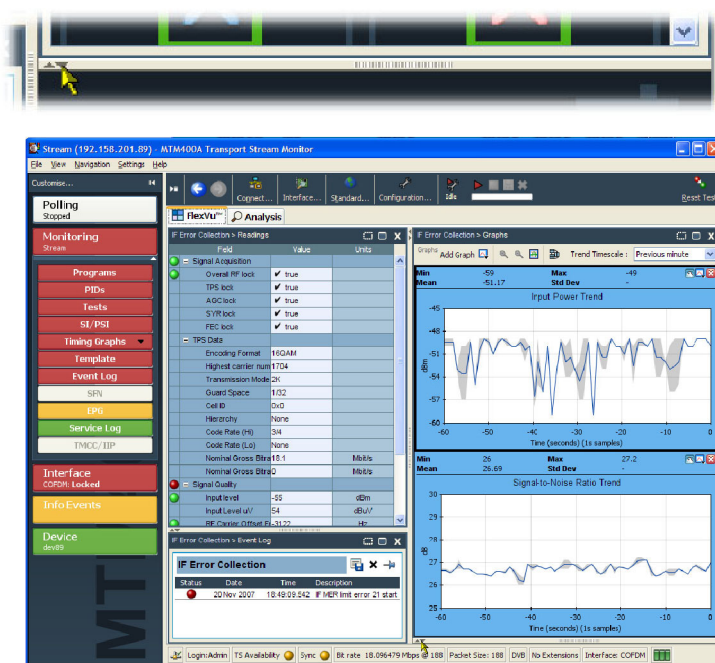 Stream (192.158.201.89) - MTM400A Transport Stream Monitor
File View Navigation Settings Help
Customise...
Connect... Interface... Standard... Configuration... Idle Reset Test
Polling
Stopped
Monitoring
Stream
Programs
PIDs
Tests
SI/PSI
Timing Graphs
Template
Event Log
SFN
EPG
Service Log
TMCC/IIP
Interface
COFDM: Locked
Info Events
Device
dev89
MT
FlexVu™ Analysis
IF Error Collection > Readings
Field Value Units
Signal Acquisition
Overall RF lock true
TPS lock true
AGC lock true
SYR lock true
FEC lock true
TPS Data
Encoding Format 16QAM
Highest carrier num 1704
Transmission Mode 2K
Guard Space 1/32
Cell ID 0x0
Hierarchy None
Code Rate (Hi) 3/4
Code Rate (Lo) None
Nominal Gross Bitra 18.1 Mbit/s
Nominal Gross Bitra 0 Mbit/s
Signal Quality
Input level -55 dBm
Input Level uV 54 dBuV
RF Carrier Offset Fr -3122 Hz
IF Error Collection > Event Log
IF Error Collection
Status Date Time Description
20 Nov 2007 18:49:09.542 IF MER limit error 21 start
IF Error Collection > Graphs
Graphs Add Graph Trend Timescale : Previous minute
Min -59 Max -49
Mean -51.17 Std Dev -
Input Power Trend
dBm
-45
-48
-51
-54
-57
-60
-60 -50 -40 -30 -20 -10 0
Time (seconds) (1s samples)
Min 26 Max 27.2
Mean 26.69 Std Dev -
Signal-to-Noise Ratio Trend
dB
30
29
28
27
26
25
-60 -50 -40 -30 -20 -10 0
Time (seconds) (1s samples)
Login:Admin TS Availability Sync Bit rate 18.096479 Mbps @ 188 Packet Size: 188 DVB No Extensions Interface: COFDM